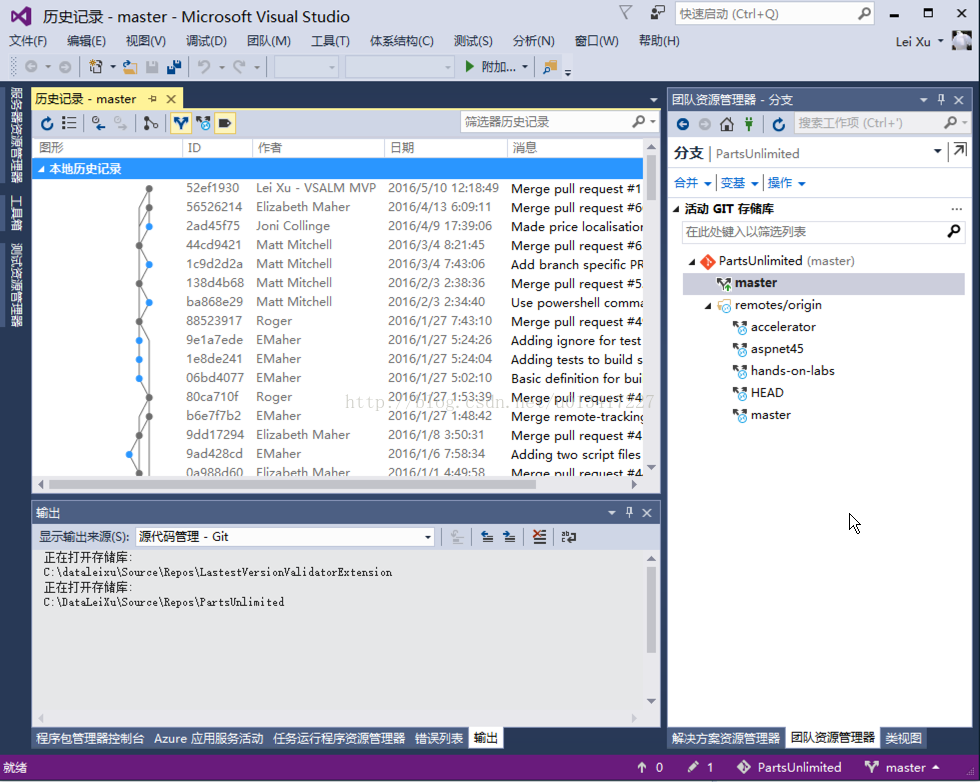 历史记录 - master - Microsoft Visual Studio
快速启动 (Ctrl+Q)
文件(F) 编辑(E) 视图(V) 调试(D) 团队(M) 工具(T) 体系结构(C) 测试(S) 分析(N) 窗口(W) 帮助(H)
Lei Xu
附加...
服务器资源管理器
工具箱
测试资源管理器
历史记录 - master
筛选器历史记录
图形 ID 作者 日期 消息
本地历史记录
52ef1930 Lei Xu - VSALM MVP 2016/5/10 12:18:49 Merge pull request #1
56526214 Elizabeth Maher 2016/4/13 6:09:11 Merge pull request #6
2ad45f75 Joni Collinge 2016/4/9 17:39:06 Made price localisation
44cd9421 Matt Mitchell 2016/3/4 8:21:45 Merge pull request #6
1c9d2d2a Matt Mitchell 2016/3/4 7:43:06 Add branch specific PR
138d4b68 Matt Mitchell 2016/2/3 2:38:36 Merge pull request #5
ba868e29 Matt Mitchell 2016/2/3 2:34:40 Use powershell comma
88523917 Roger 2016/1/27 7:43:10 Merge pull request #4
9e1a7ede EMaher 2016/1/27 5:24:26 Adding ignore for test
1e8de241 EMaher 2016/1/27 5:24:04 Adding tests to build s
06bd4077 EMaher 2016/1/27 5:02:10 Basic definition for bui
80ca710f Roger 2016/1/27 1:53:39 Merge pull request #4
b6e7f7b2 EMaher 2016/1/27 1:48:42 Merge remote-tracking
9dd17294 Elizabeth Maher 2016/1/8 3:50:31 Merge pull request #4
9ad428cd EMaher 2016/1/6 7:58:34 Adding two script files
0a988d60 Elizabeth Maher 2016/1/1 4:49:58 Merge pull request #4
输出
显示输出来源(S): 源代码管理 - Git
正在打开存储库:
C:\dataleixu\Source\Repos\LastestVersionValidatorExtension
正在打开存储库:
C:\DataLeiXu\Source\Repos\PartsUnlimited
程序包管理器控制台 Azure 应用服务活动 任务运行程序资源管理器 错误列表 输出
团队资源管理器 - 分支
搜索工作项 (Ctrl+')
分支 | PartsUnlimited
合并 变基 操作
活动 GIT 存储库
在此处键入以筛选列表
PartsUnlimited (master)
master
remotes/origin
accelerator
aspnet45
hands-on-labs
HEAD
master
解决方案资源管理器 团队资源管理器 类视图
就绪 0 1 PartsUnlimited master